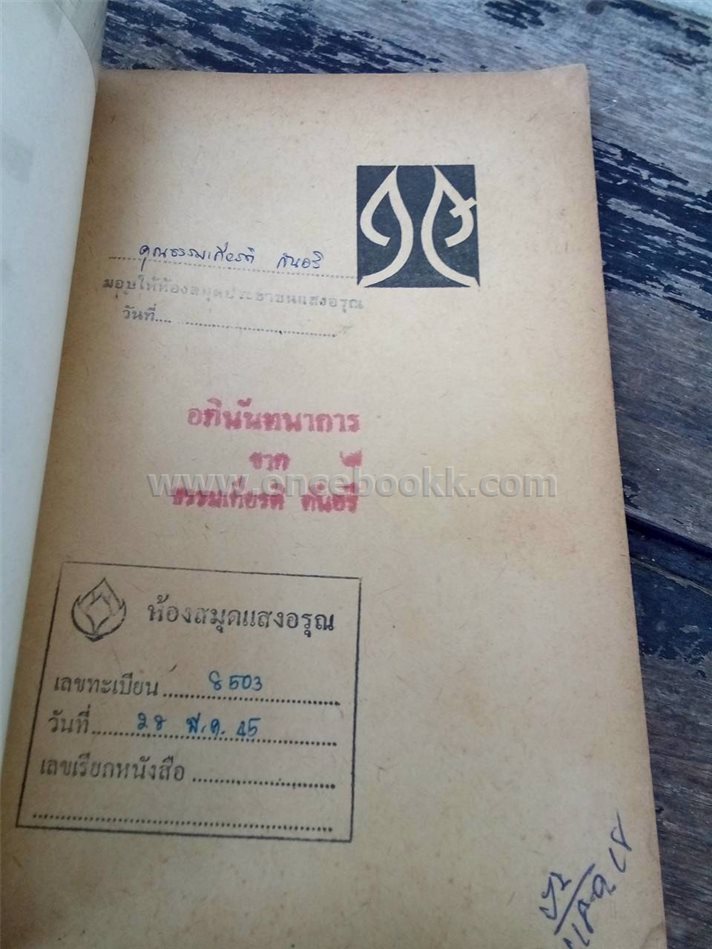 คุณธรรมเกียรติ กันอริ
มอบให้ห้องสมุดประชาชนแสงอรุณ
วันที่
อภินันทนาการ
จาก
ธรรมเกียรติ กันอริ
www.oncebookk.com
ห้องสมุดแสงอรุณ
เลขทะเบียน 8503
วันที่ 28 ส.ค. 45
เลขเรียกหนังสือ